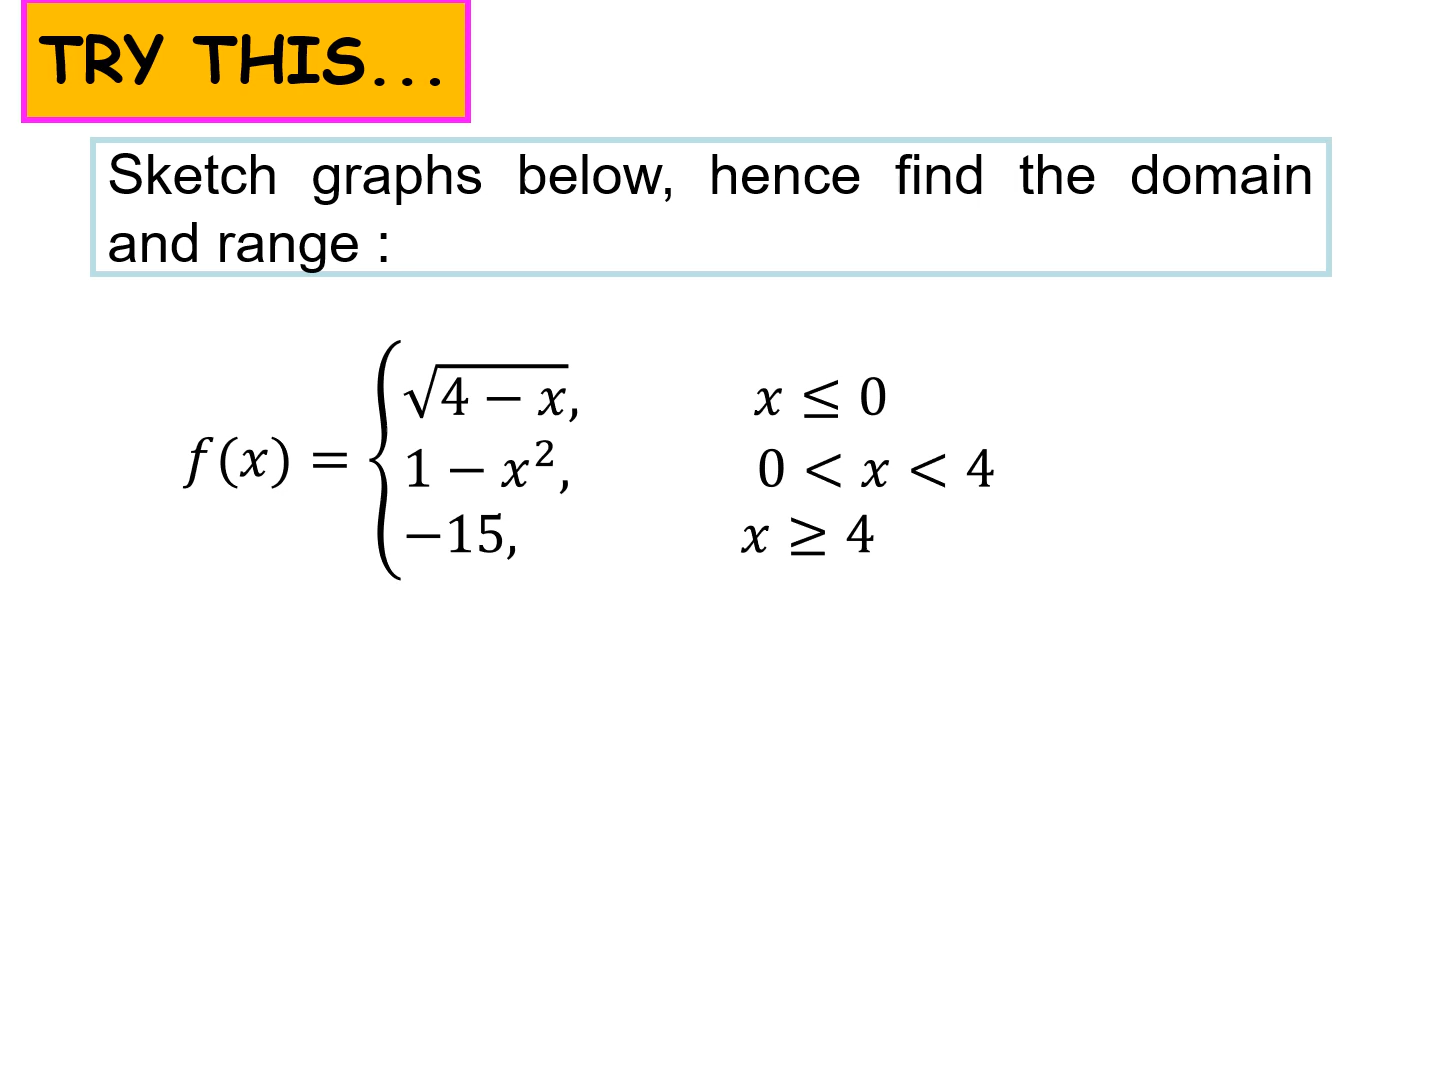 TRY THIS...
Sketch graphs below, hence find the domain
and range :
f(x) = { √(4 − x), x ≤ 0
1 − x², 0 < x < 4
−15, x ≥ 4